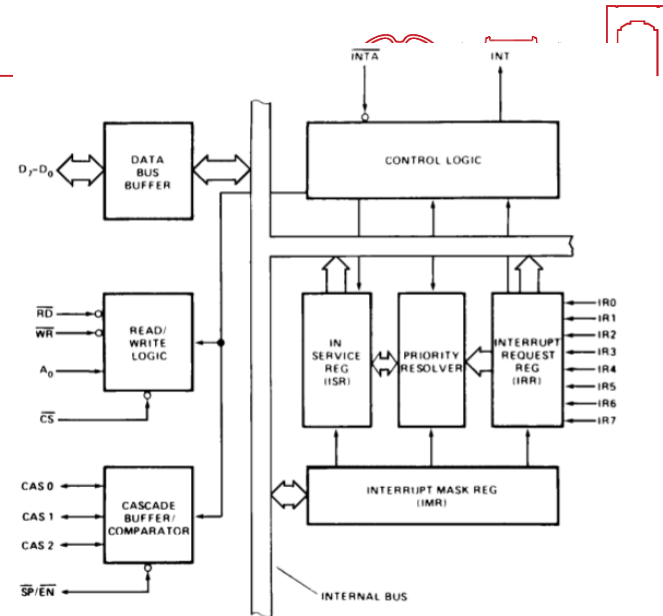 INTA
INT
D7-D0
DATA
BUS
BUFFER
CONTROL LOGIC
RD
WR
A0
CS
READ/
WRITE
LOGIC
IN
SERVICE
REG
(ISR)
PRIORITY
RESOLVER
INTERRUPT
REQUEST
REG
(IRR)
IR0
IR1
IR2
IR3
IR4
IR5
IR6
IR7
CAS 0
CAS 1
CAS 2
SP/EN
CASCADE
BUFFER/
COMPARATOR
INTERRUPT MASK REG
(IMR)
INTERNAL BUS